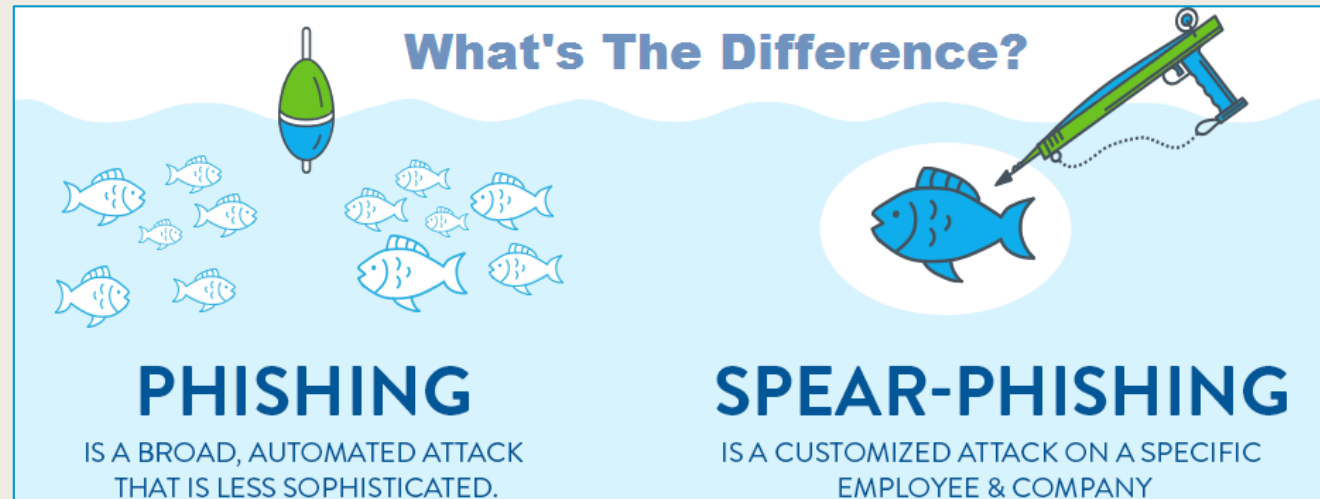 What's The Difference?
PHISHING
IS A BROAD, AUTOMATED ATTACK
THAT IS LESS SOPHISTICATED.
SPEAR-PHISHING
IS A CUSTOMIZED ATTACK ON A SPECIFIC
EMPLOYEE & COMPANY